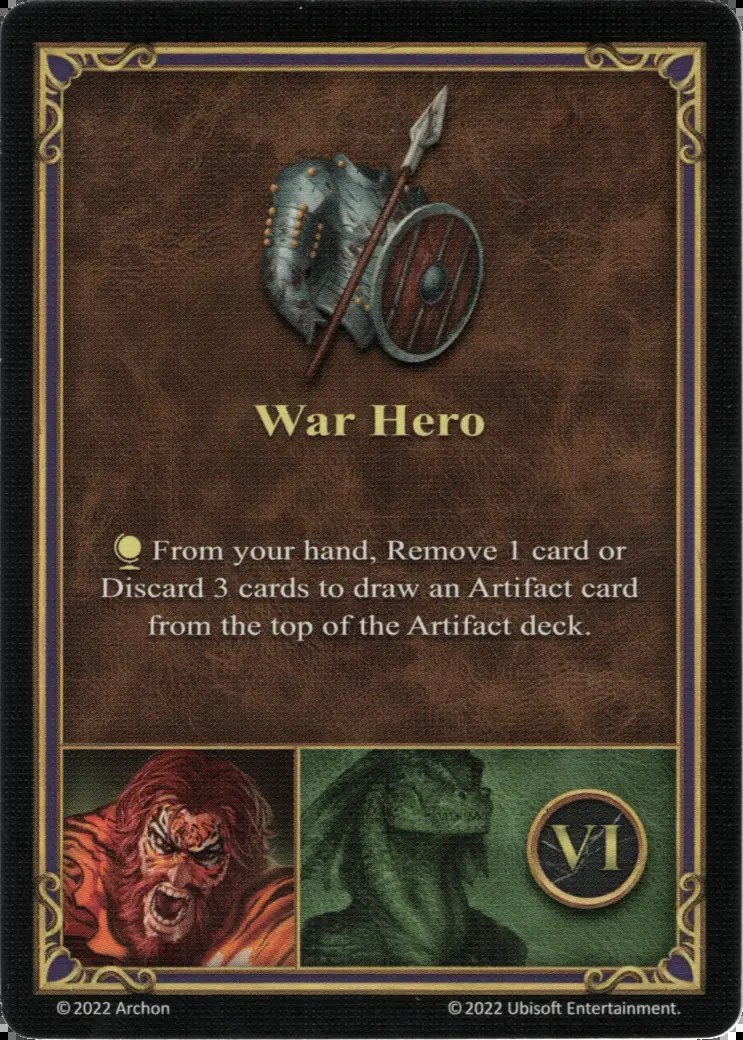 War Hero
From your hand, Remove 1 card or
Discard 3 cards to draw an Artifact card
from the top of the Artifact deck.
VI
© 2022 Archon
© 2022 Ubisoft Entertainment.